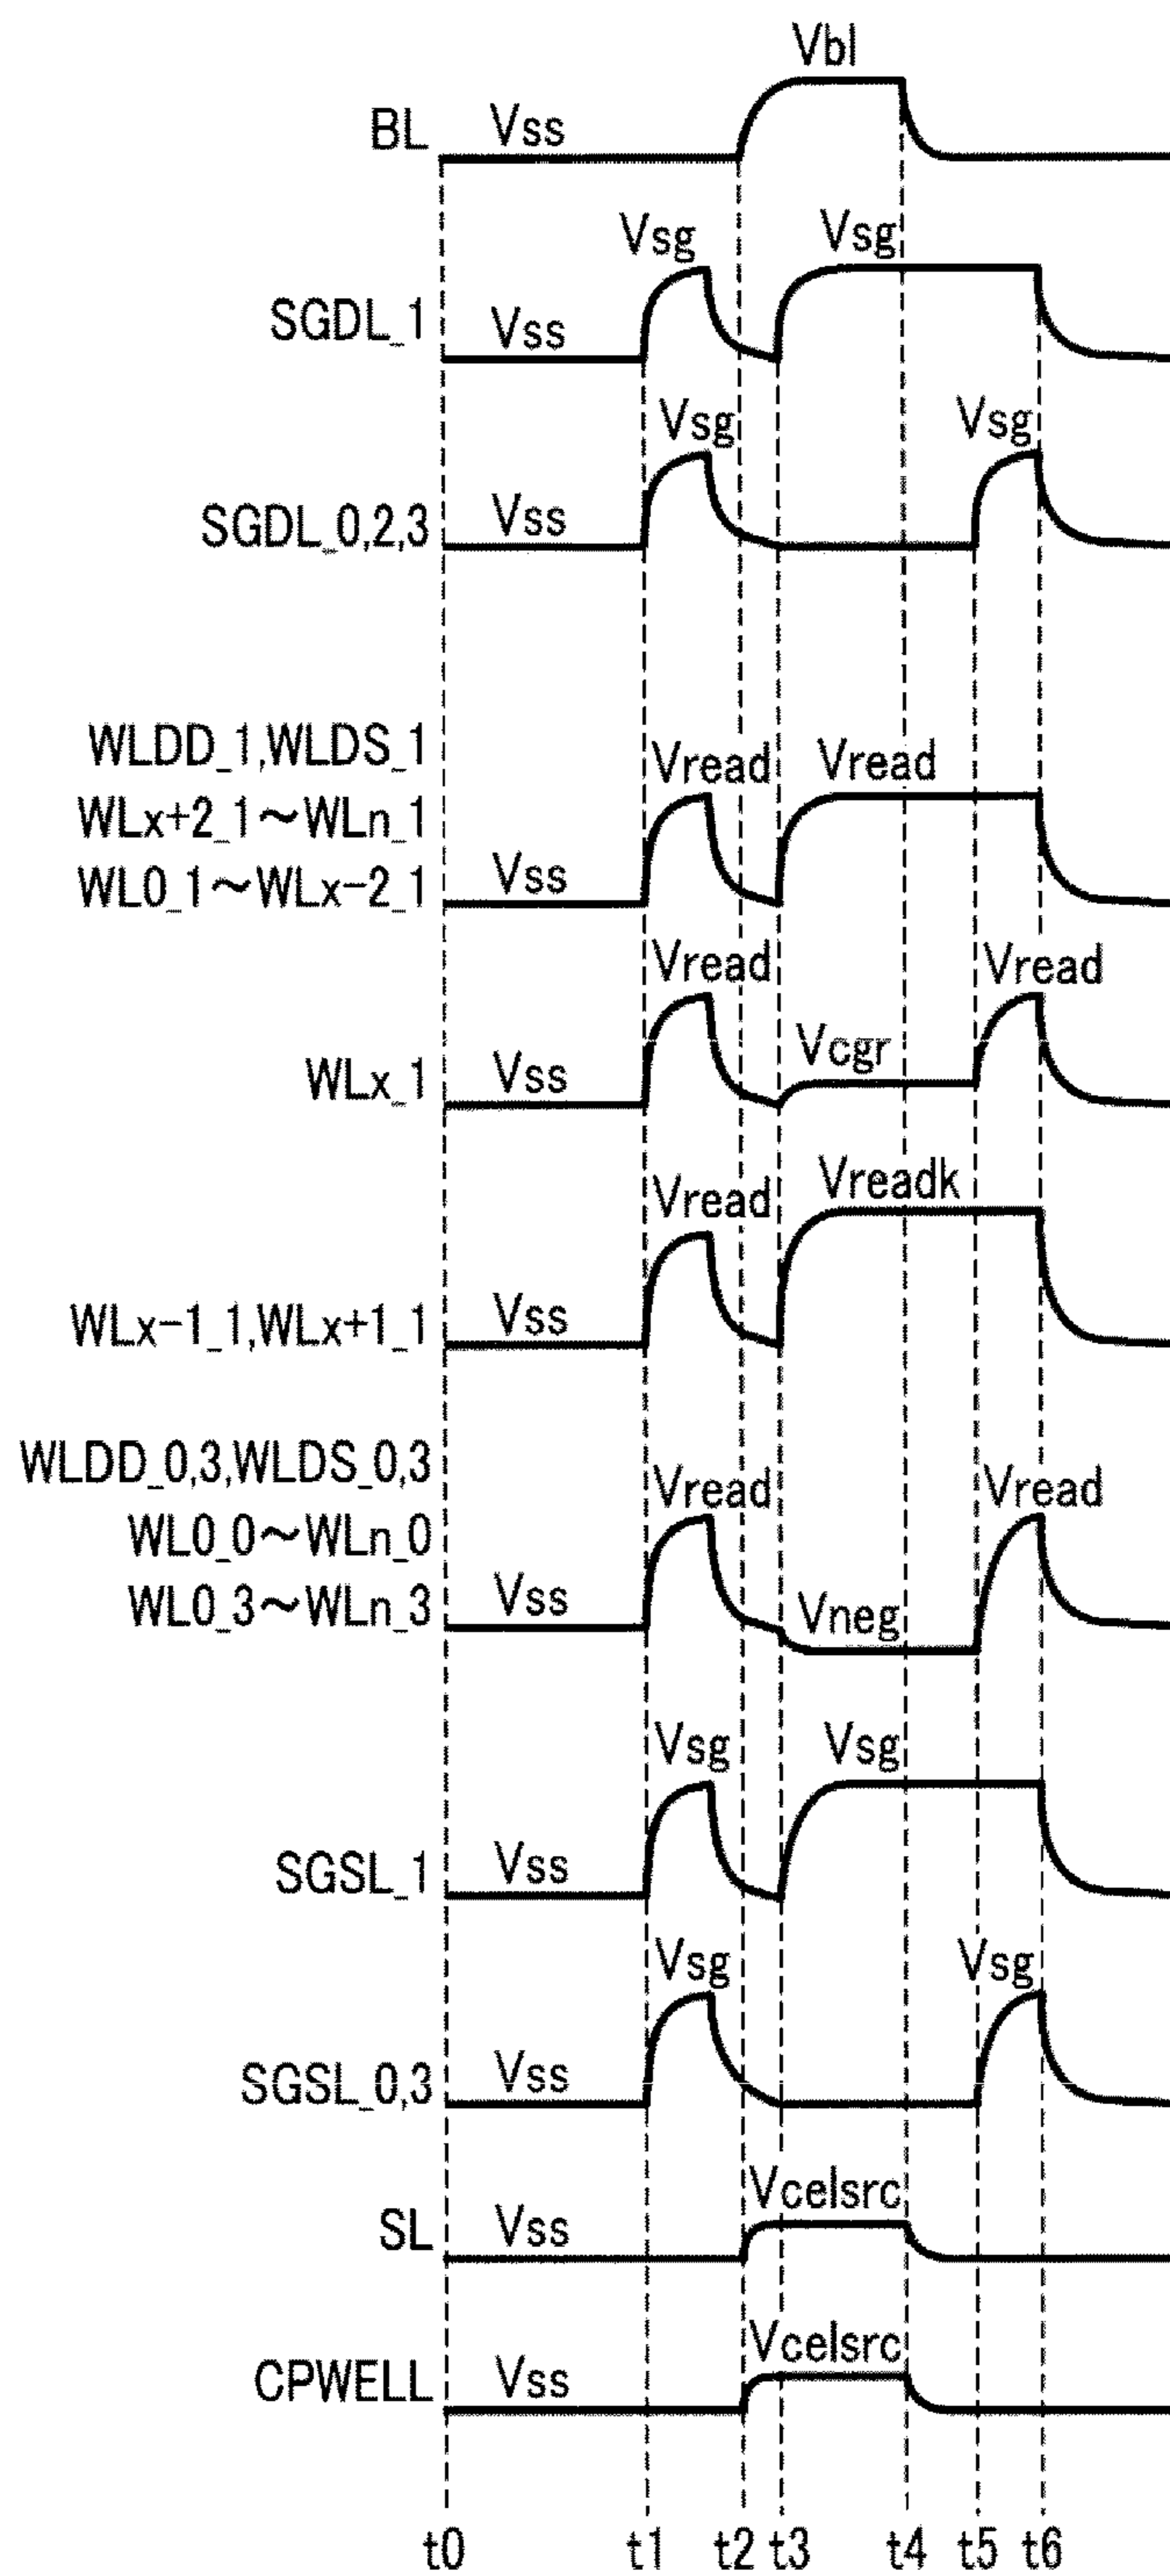 Vbl
BL Vss
Vsg Vsg
SGDL_1 Vss
Vsg Vsg
SGDL_0,2,3 Vss
WLDD_1,WLDS_1
Vread Vread
WLx+2_1～WLn_1
WL0_1～WLx-2_1 Vss
Vread Vread
Vcgr
WLx_1 Vss
Vread Vreadk
WLx-1_1,WLx+1_1 Vss
WLDD_0,3,WLDS_0,3
Vread Vread
WL0_0～WLn_0
WL0_3～WLn_3 Vss Vneg
Vsg Vsg
SGSL_1 Vss
Vsg Vsg
SGSL_0,3 Vss
Vcelsrc
SL Vss
Vcelsrc
CPWELL Vss
t0 t1 t2 t3 t4 t5 t6